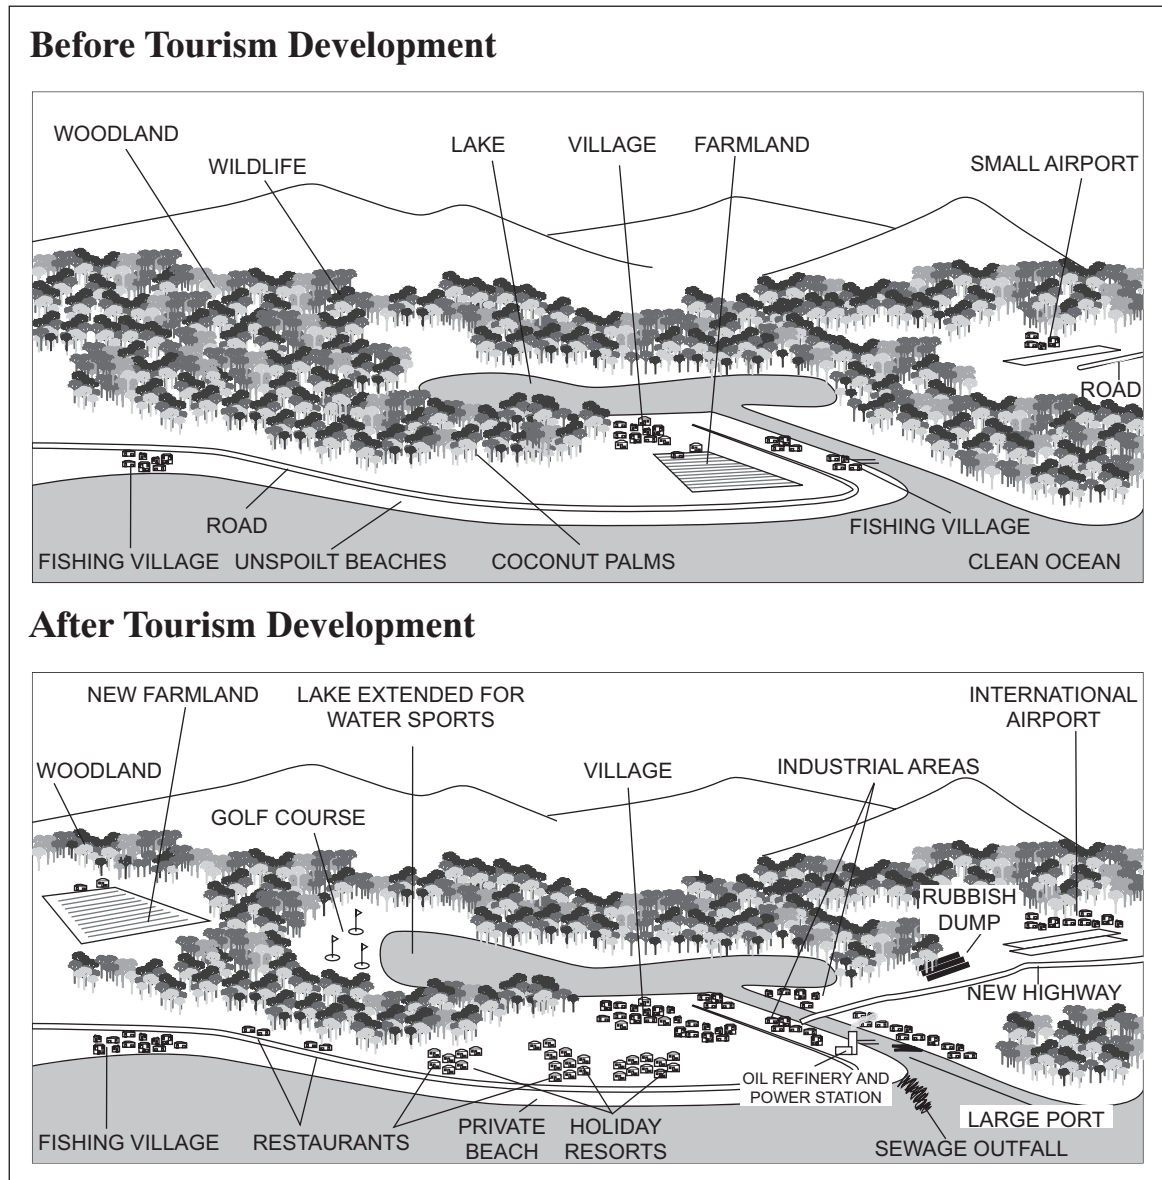 Before Tourism Development
WOODLAND
WILDLIFE
LAKE
VILLAGE
FARMLAND
SMALL AIRPORT
ROAD
ROAD
FISHING VILLAGE
FISHING VILLAGE
UNSPOILT BEACHES
COCONUT PALMS
CLEAN OCEAN
After Tourism Development
NEW FARMLAND
LAKE EXTENDED FOR
WATER SPORTS
INTERNATIONAL
AIRPORT
WOODLAND
VILLAGE
INDUSTRIAL AREAS
GOLF COURSE
RUBBISH
DUMP
NEW HIGHWAY
OIL REFINERY AND
POWER STATION
FISHING VILLAGE
RESTAURANTS
PRIVATE
BEACH
HOLIDAY
RESORTS
LARGE PORT
SEWAGE OUTFALL